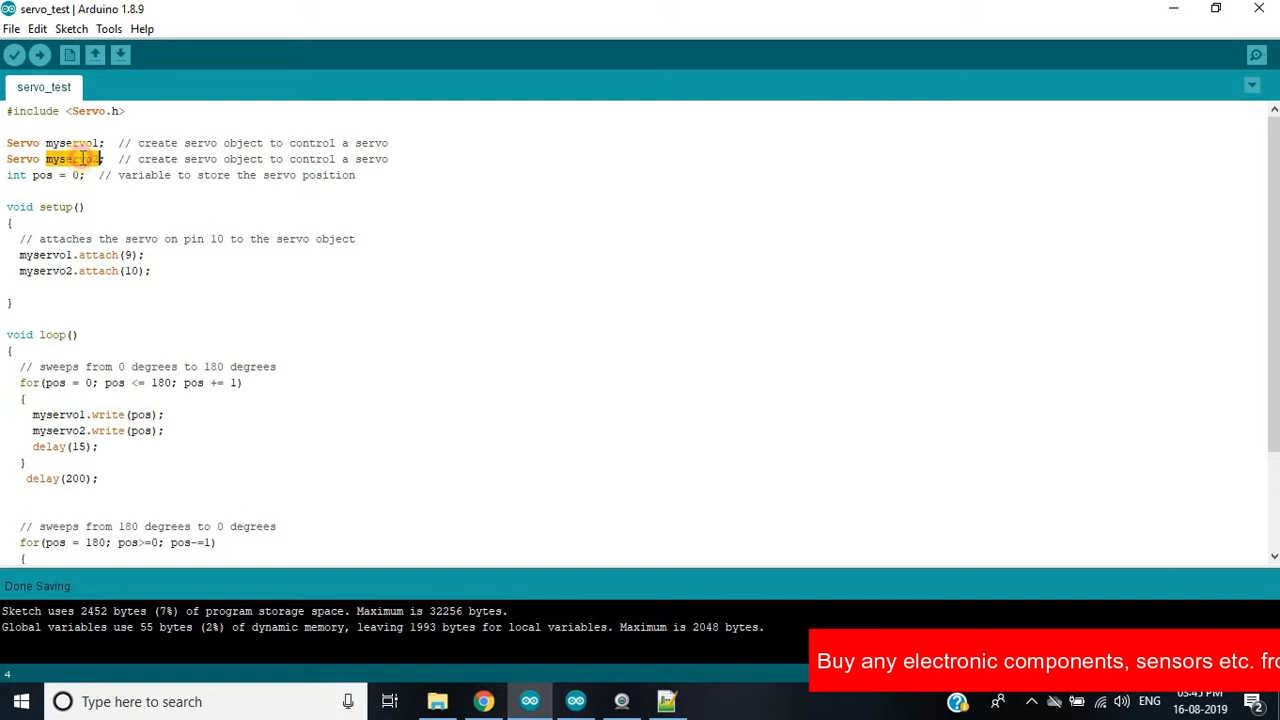 servo_test | Arduino 1.8.9
File Edit Sketch Tools Help
servo_test
#include <Servo.h>
Servo myservo1; // create servo object to control a servo
Servo myservo2; // create servo object to control a servo
int pos = 0; // variable to store the servo position
void setup()
{
// attaches the servo on pin 10 to the servo object
myservo1.attach(9);
myservo2.attach(10);
}
void loop()
{
// sweeps from 0 degrees to 180 degrees
for(pos = 0; pos <= 180; pos += 1)
{
myservo1.write(pos);
myservo2.write(pos);
delay(15);
}
delay(200);
// sweeps from 180 degrees to 0 degrees
for(pos = 180; pos>=0; pos-=1)
{
Done Saving.
Sketch uses 2452 bytes (7%) of program storage space. Maximum is 32256 bytes.
Global variables use 55 bytes (2%) of dynamic memory, leaving 1993 bytes for local variables. Maximum is 2048 bytes.
Buy any electronic components, sensors etc. fro
4
Type here to search
ENG
16-08-2019
2